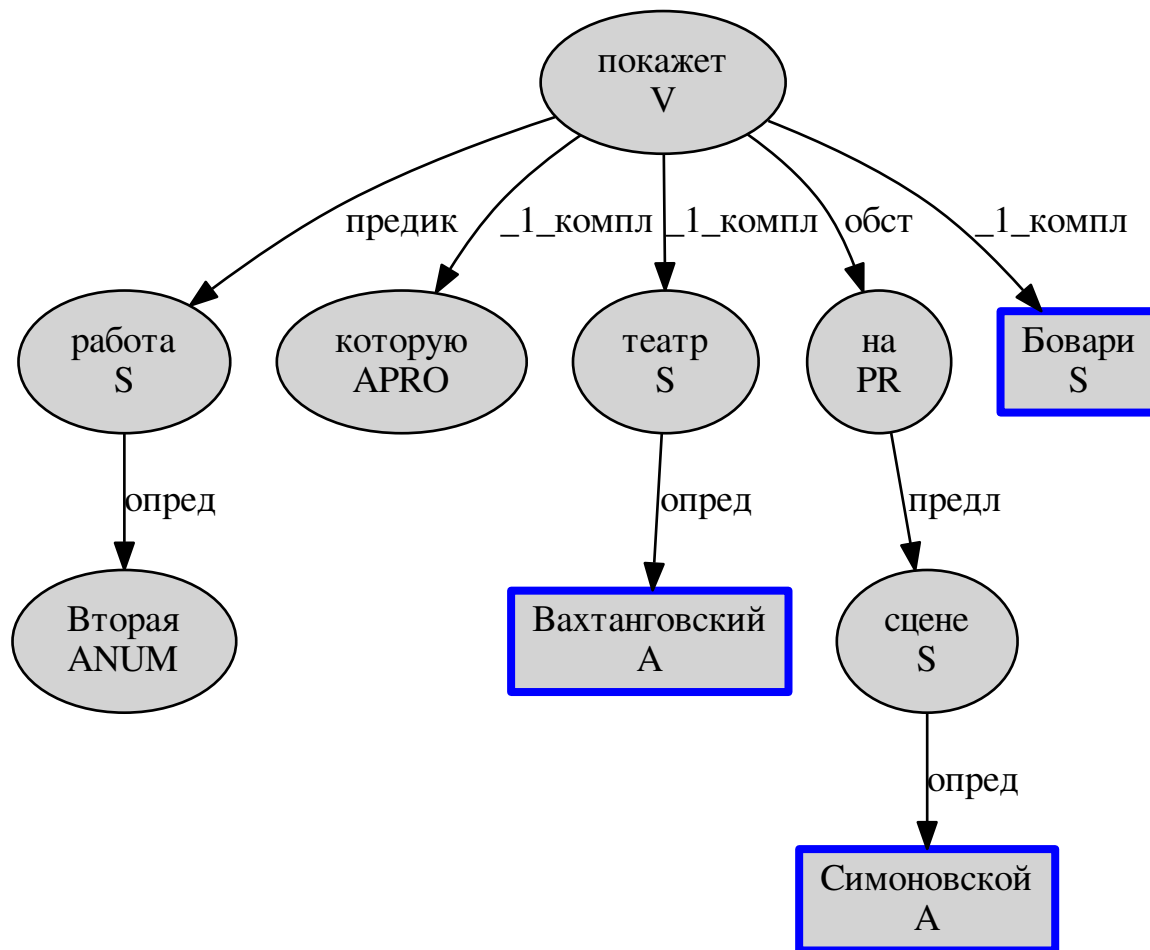 покажет
V
предик
_1_компл
_1_компл
обст
_1_компл
работа
S
которую
APRO
театр
S
на
PR
Бовари
S
опред
опред
предл
Вторая
ANUM
Вахтанговский
A
сцене
S
опред
Симоновской
A